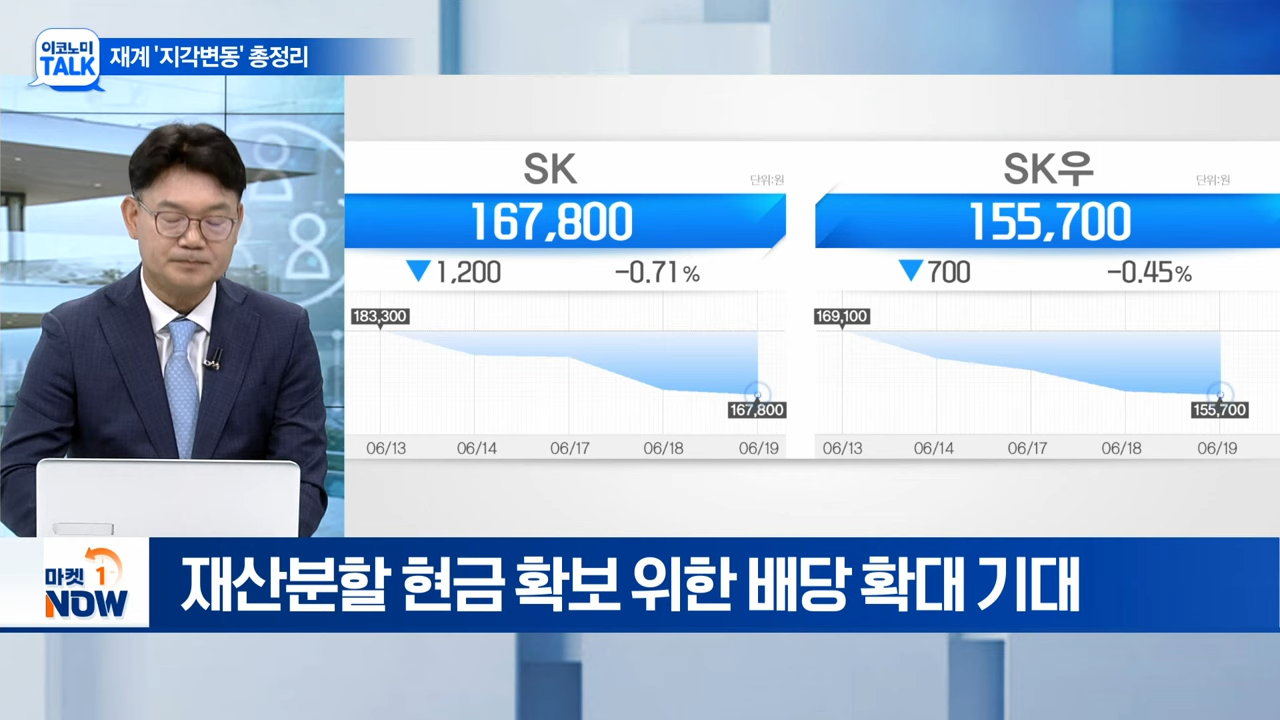 이코노미
TALK
재계 '지각변동' 총정리
SK
단위:원
167,800
▼1,200 -0.71%
183,300
167,800
06/13 06/14 06/17 06/18 06/19
SK우
단위:원
155,700
▼700 -0.45%
169,100
155,700
06/13 06/14 06/17 06/18 06/19
마켓 1
NOW
재산분할 현금 확보 위한 배당 확대 기대